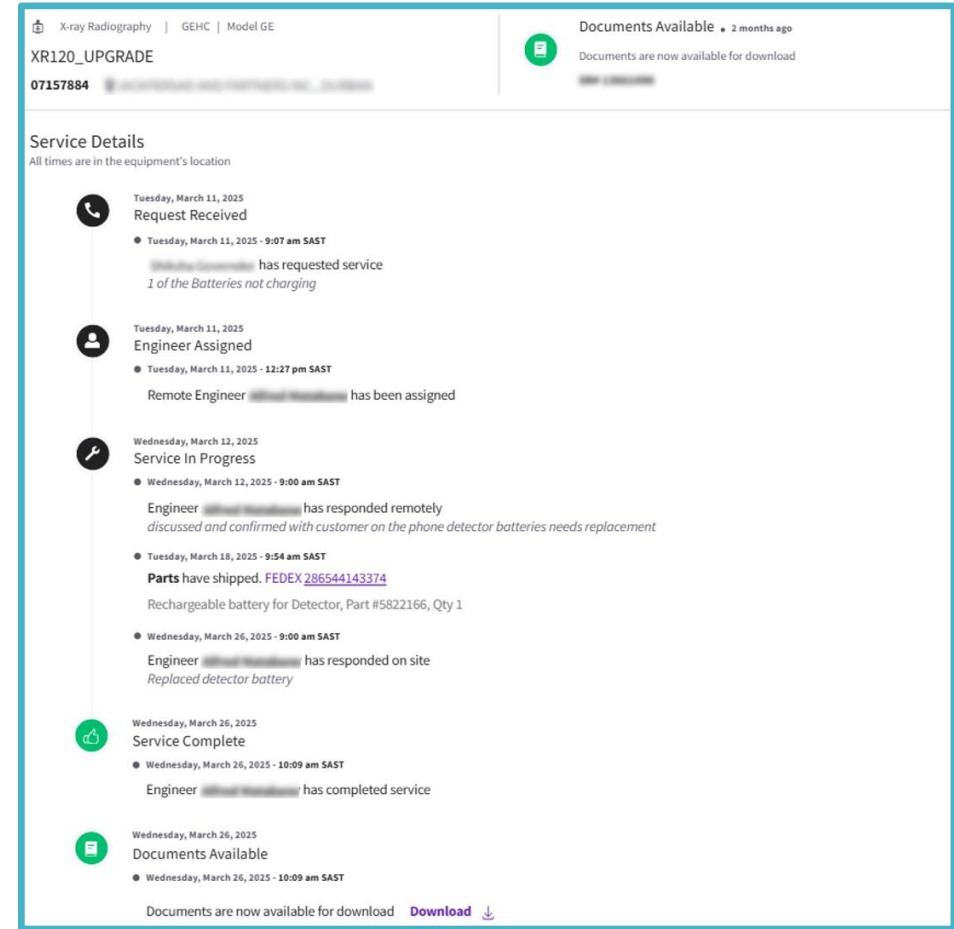 X-ray Radiography | GEHC | Model GE
XR120_UPGRADE
07157884
Documents Available • 2 months ago
Documents are now available for download
Service Details
All times are in the equipment's location
Tuesday, March 11, 2025
Request Received
Tuesday, March 11, 2025 - 9:07 am SAST
has requested service
1 of the Batteries not charging
Tuesday, March 11, 2025
Engineer Assigned
Tuesday, March 11, 2025 - 12:27 pm SAST
Remote Engineer has been assigned
Wednesday, March 12, 2025
Service In Progress
Wednesday, March 12, 2025 - 9:00 am SAST
Engineer has responded remotely
discussed and confirmed with customer on the phone detector batteries needs replacement
Tuesday, March 18, 2025 - 9:54 am SAST
Parts have shipped. FEDEX 286544143374
Rechargeable battery for Detector, Part #5822166, Qty 1
Wednesday, March 26, 2025 - 9:00 am SAST
Engineer has responded on site
Replaced detector battery
Wednesday, March 26, 2025
Service Complete
Wednesday, March 26, 2025 - 10:09 am SAST
Engineer has completed service
Wednesday, March 26, 2025
Documents Available
Wednesday, March 26, 2025 - 10:09 am SAST
Documents are now available for download Download